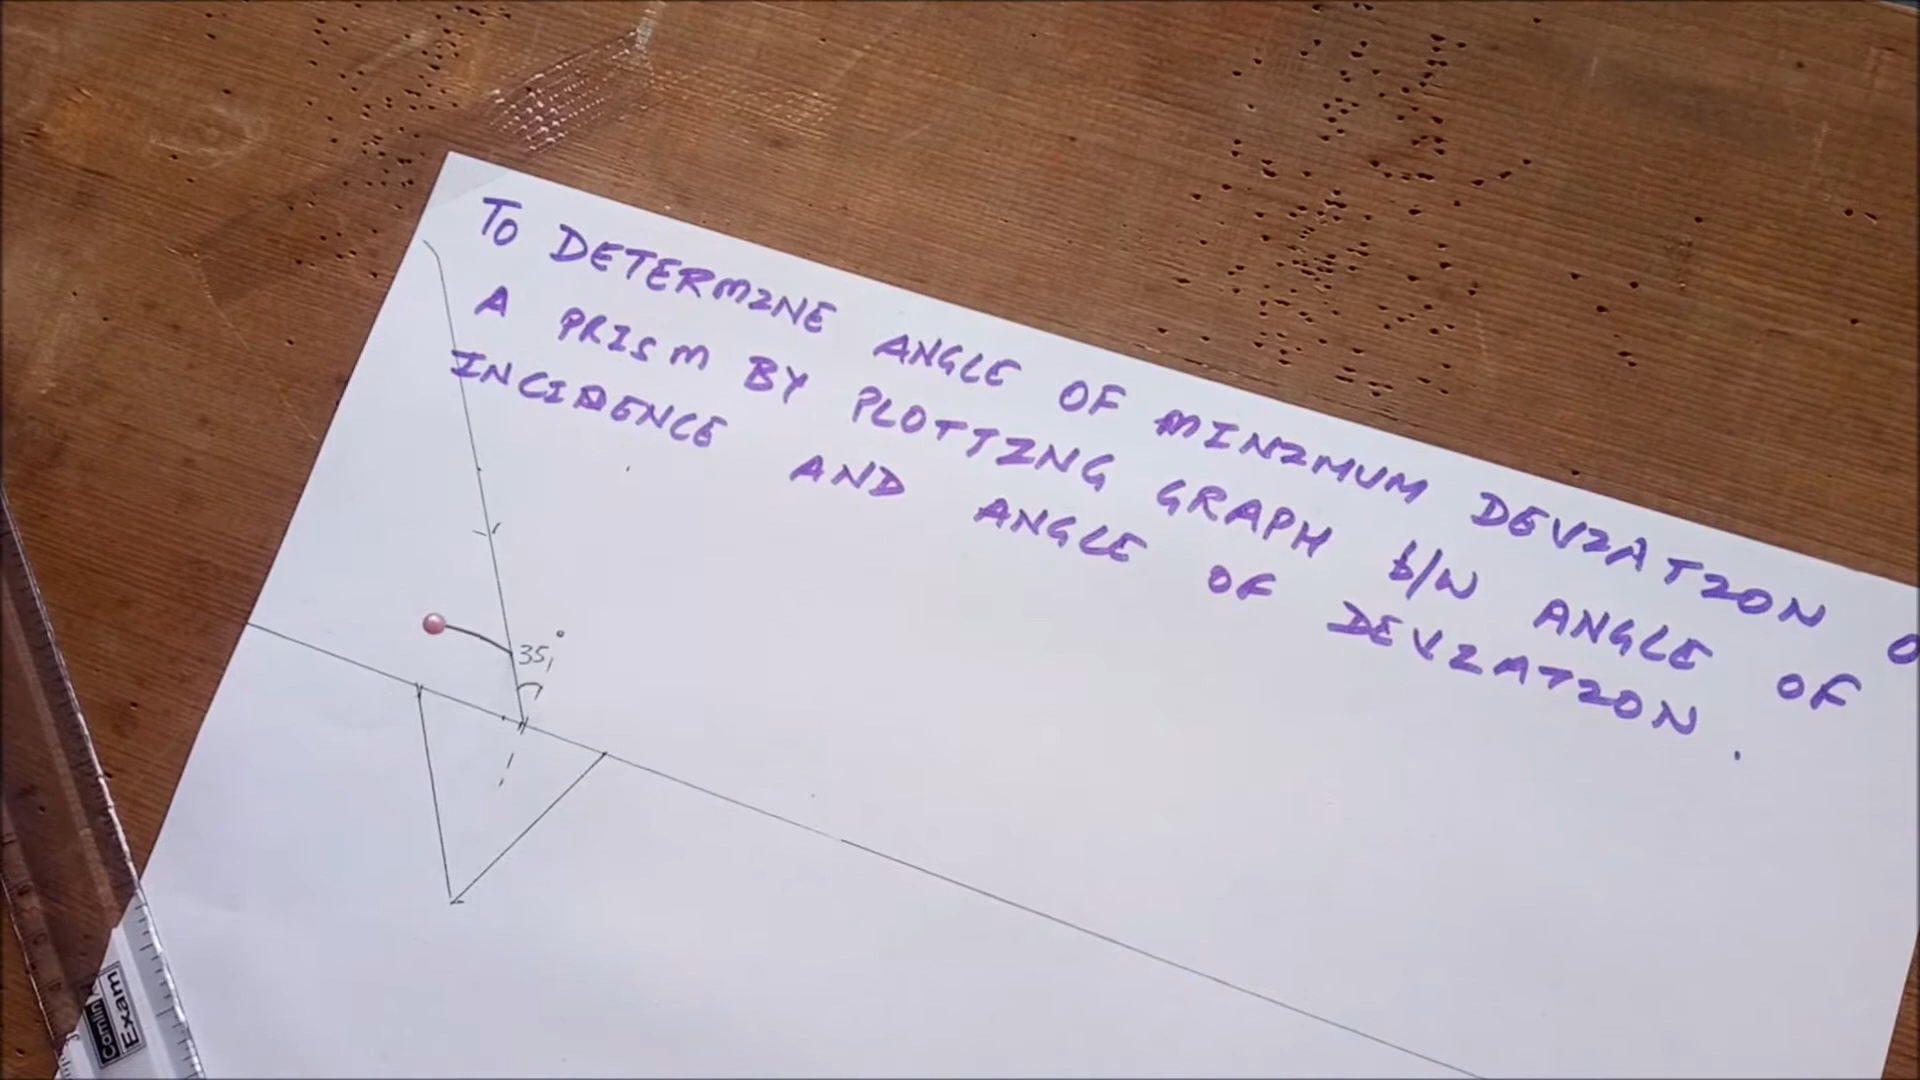 TO DETERMINE ANGLE OF MINIMUM DEVIATION O
A PRISM BY PLOTTING GRAPH b/w ANGLE OF
INCIDENCE AND ANGLE OF DEVIATION.
35°
Camlin
Exam